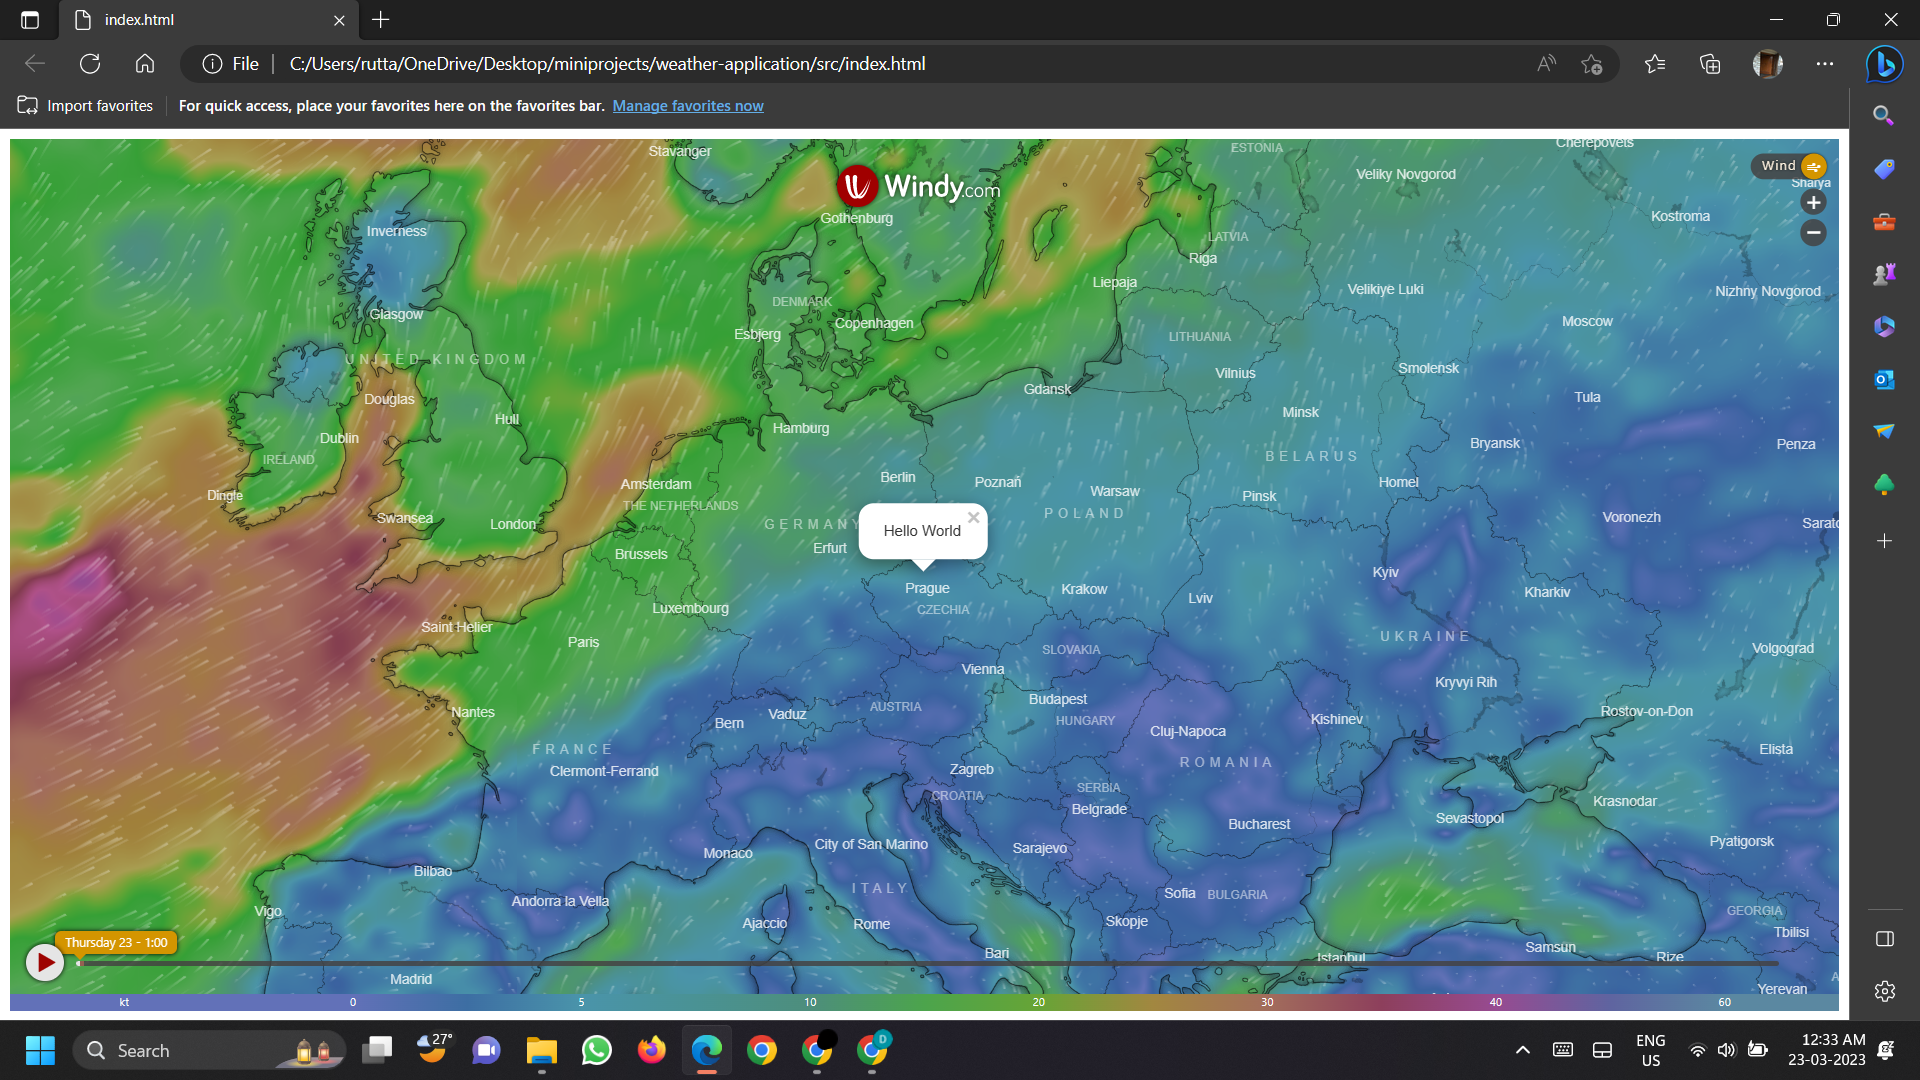 index.html
File
C:/Users/rutta/OneDrive/Desktop/miniprojects/weather-application/src/index.html
Import favorites
For quick access, place your favorites here on the favorites bar. Manage favorites now
Stavanger
ESTONIA
Cherepovets
Veliky Novgorod
Wind
Sharya
Windy.com
Gothenburg
Kostroma
Inverness
LATVIA
Riga
Liepaja
Velikiye Luki
Nizhny Novgorod
DENMARK
Glasgow
Copenhagen
Esbjerg
Moscow
LITHUANIA
UNITED KINGDOM
Vilnius
Smolensk
Gdansk
Douglas
Tula
Minsk
Hull
Hamburg
Dublin
Bryansk
Penza
IRELAND
BELARUS
Berlin
Poznań
Amsterdam
Warsaw
Homel
Dingle
Pinsk
THE NETHERLANDS
POLAND
Swansea
London
GERMANY
Voronezh
Hello World
Brussels
Erfurt
Kyiv
Prague
Krakow
Lviv
Kharkiv
Luxembourg
CZECHIA
Saint Helier
Paris
UKRAINE
SLOVAKIA
Volgograd
Vienna
Kryvyi Rih
Budapest
Nantes
Vaduz
AUSTRIA
Bern
HUNGARY
Kishinev
Rostov-on-Don
Cluj-Napoca
FRANCE
Elista
Clermont-Ferrand
Zagreb
ROMANIA
CROATIA
SERBIA
Belgrade
Krasnodar
Bucharest
Sevastopol
Monaco
City of San Marino
Sarajevo
Pyatigorsk
Bilbao
ITALY
Andorra la Vella
Sofia
BULGARIA
Vigo
Ajaccio
Rome
Skopje
GEORGIA
Tbilisi
Thursday 23 - 1:00
Bari
Samsun
Istanbul
Rize
Madrid
Yerevan
kt 0 5 10 20 30 40 60
Search
27°
D
ENG
US
12:33 AM
23-03-2023